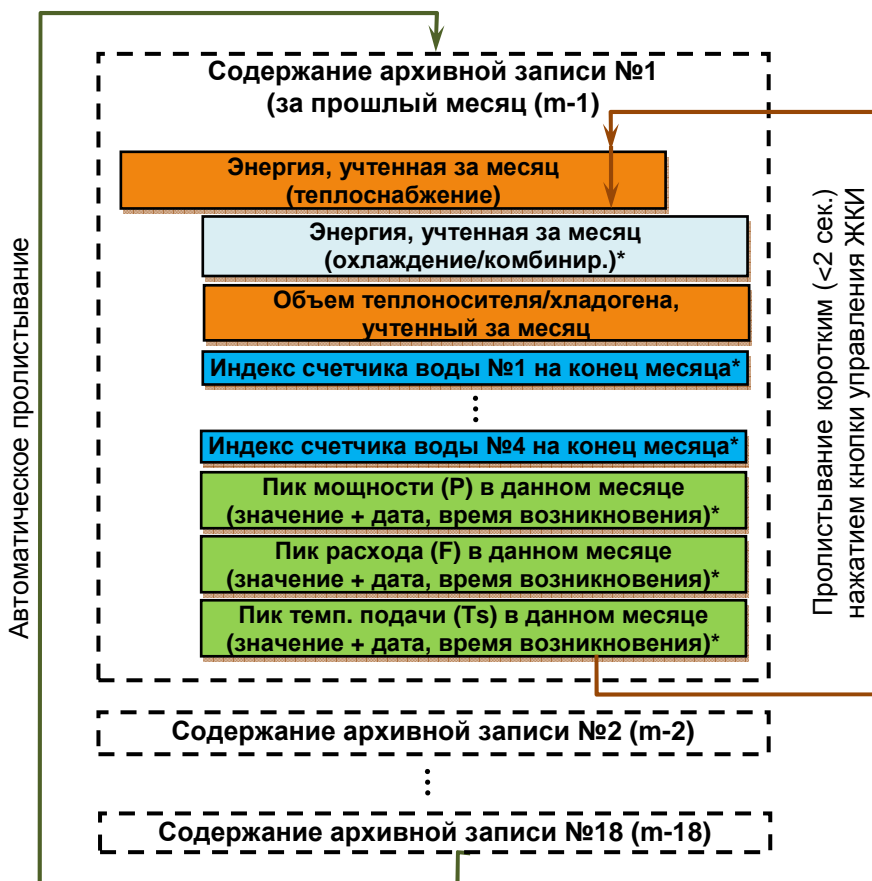 Содержание архивной записи №1
(за прошлый месяц (m-1)
Энергия, учтенная за месяц
(теплоснабжение)
Энергия, учтенная за месяц
(охлаждение/комбинир.)*
Объем теплоносителя/хладогена,
учтенный за месяц
Индекс счетчика воды №1 на конец месяца*
Индекс счетчика воды №4 на конец месяца*
Пик мощности (P) в данном месяце
(значение + дата, время возникновения)*
Пик расхода (F) в данном месяце
(значение + дата, время возникновения)*
Пик темп. подачи (Ts) в данном месяце
(значение + дата, время возникновения)*
Содержание архивной записи №2 (m-2)
Содержание архивной записи №18 (m-18)
Автоматическое пролистывание
Пролистывание коротким (<2 сек.)
нажатием кнопки управления ЖКИ